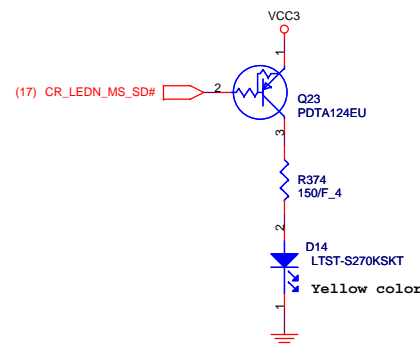 VCC3
1
(17) CR_LEDN_MS_SD#
2
Q23
PDTA124EU
3
R374
150/F_4
2
D14
LTST-S270KSKT
Yellow color
1